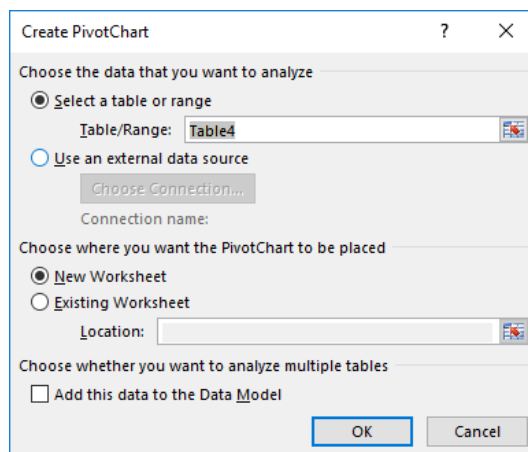 Create PivotChart ? ×
Choose the data that you want to analyze
Select a table or range
Table/Range: Table4
Use an external data source
Choose Connection...
Connection name:
Choose where you want the PivotChart to be placed
New Worksheet
Existing Worksheet
Location:
Choose whether you want to analyze multiple tables
Add this data to the Data Model
OK Cancel